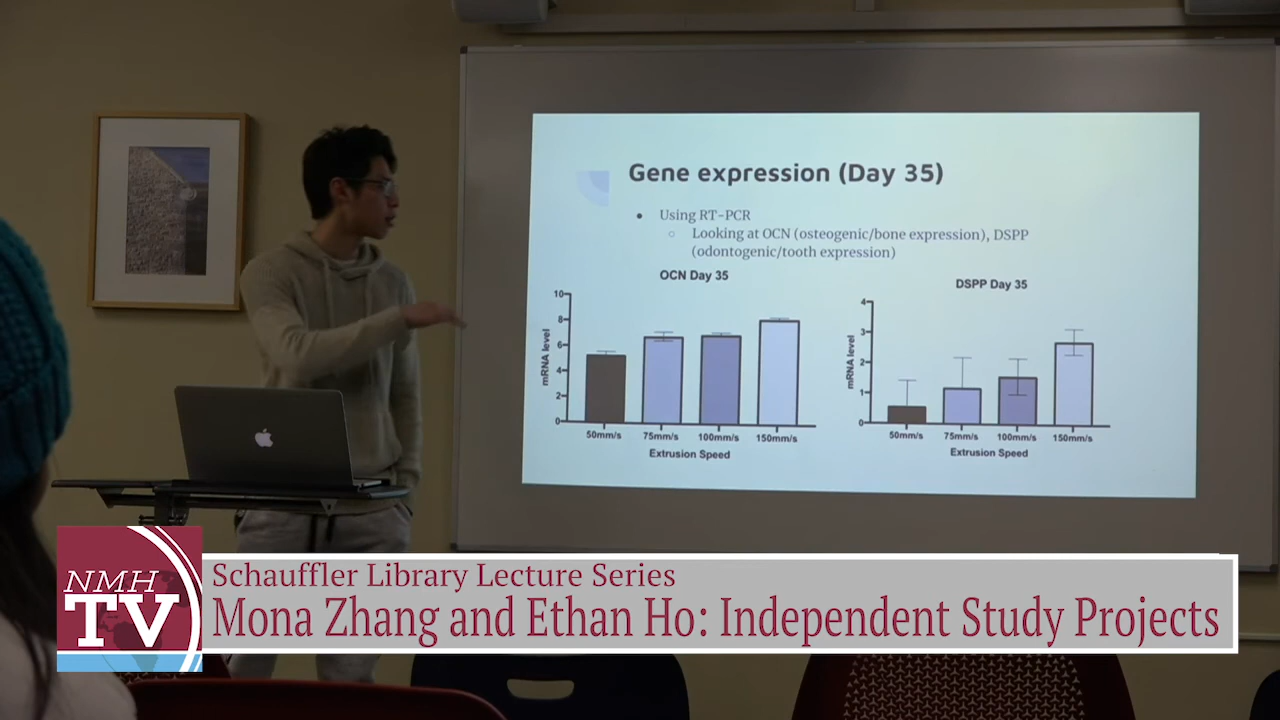 Gene expression (Day 35)
● Using RT-PCR
○ Looking at OCN (osteogenic/bone expression), DSPP
(odontogenic/tooth expression)
OCN Day 35
mRNA level
10
8
6
4
2
0
50mm/s 75mm/s 100mm/s 150mm/s
Extrusion Speed
DSPP Day 35
mRNA level
4
3
2
1
0
50mm/s 75mm/s 100mm/s 150mm/s
Extrusion Speed
NMH
TV
Schauffler Library Lecture Series
Mona Zhang and Ethan Ho: Independent Study Projects